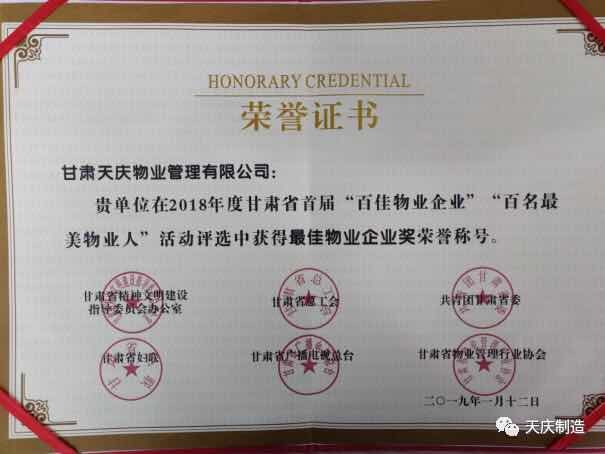 HONORARY CREDENTIAL
荣誉证书
甘肃天庆物业管理有限公司：
贵单位在2018年度甘肃省首届“百佳物业企业”“百名最
美物业人”活动评选中获得最佳物业企业奖荣誉称号。
甘肃省精神文明建设
指导委员会办公室
甘肃省总工会
共青团甘肃省委
甘肃省妇联
甘肃省广播电视总台
甘肃省物业管理行业协会
二〇一九年一月十二日
天庆制造